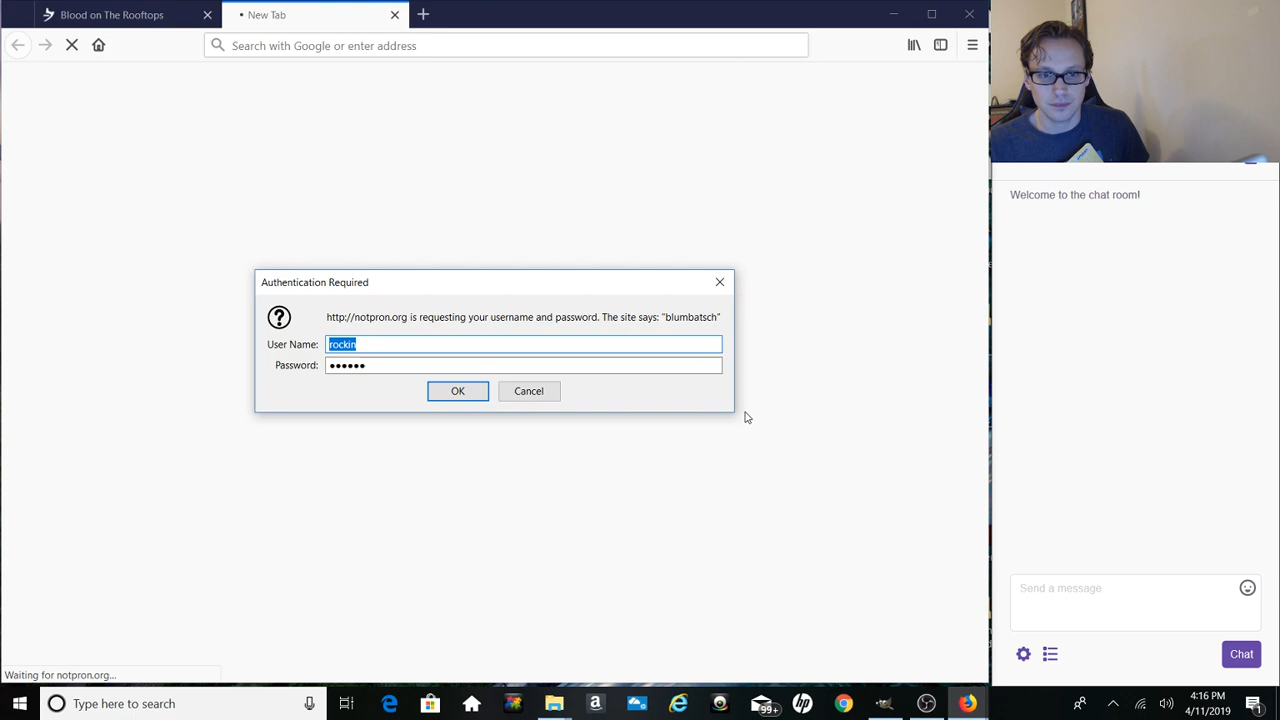 Blood on The Rooftops
• New Tab
Search with Google or enter address
Authentication Required
http://notpron.org is requesting your username and password. The site says: "blumbatsch"
User Name: rockin
Password: ••••••
OK Cancel
Welcome to the chat room!
Send a message
Chat
Waiting for notpron.org...
Type here to search
99+
4:16 PM
4/11/2019
1